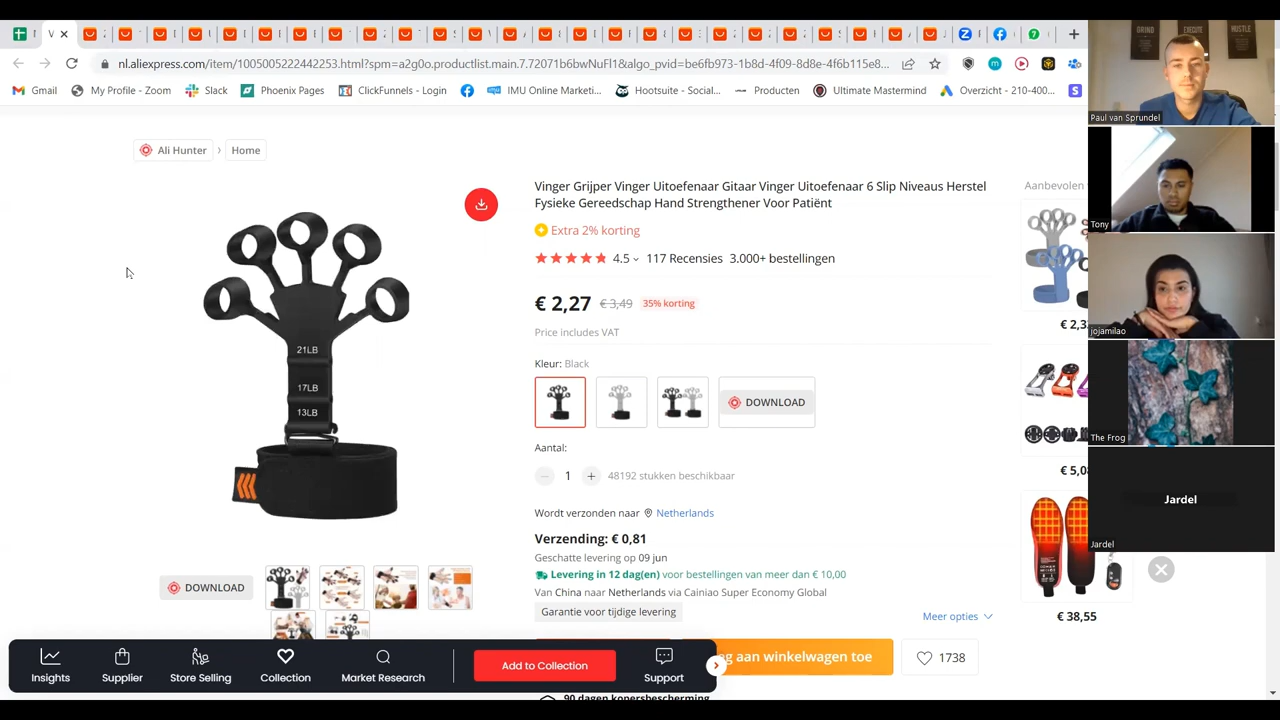 nl.aliexpress.com/item/1005005222442253.html?spm=a2g0o.productlist.main.7.72071b6bwNuFl1&algo_pvid=be6fb973-1b8d-4f09-8d8e-4f6b115e8...
Gmail
My Profile - Zoom
Slack
Phoenix Pages
ClickFunnels - Login
IMU Online Marketi...
Hootsuite - Social...
Producten
Ultimate Mastermind
Overzicht - 210-400...
GRIND
EXECUTE
HUSTLE
Paul van Sprundel
Tony
jojamilao
The Frog
Jardel
Jardel
Ali Hunter
Home
Vinger Grijper Vinger Uitoefenaar Gitaar Vinger Uitoefenaar 6 Slip Niveaus Herstel
Fysieke Gereedschap Hand Strengthener Voor Patiënt
Extra 2% korting
4.5 117 Recensies 3.000+ bestellingen
€ 2,27 € 3,49 35% korting
Price includes VAT
Kleur: Black
DOWNLOAD
Aantal:
1
48192 stukken beschikbaar
Wordt verzonden naar Netherlands
Verzending: € 0,81
Geschatte levering op 09 jun
Levering in 12 dag(en) voor bestellingen van meer dan € 10,00
Van China naar Netherlands via Cainiao Super Economy Global
Garantie voor tijdige levering
Meer opties
aan winkelwagen toe
1738
90 dagen kopersbescherming
21LB
17LB
13LB
DOWNLOAD
Aanbevolen
€ 5,08
€ 38,55
Insights
Supplier
Store Selling
Collection
Market Research
Add to Collection
Support